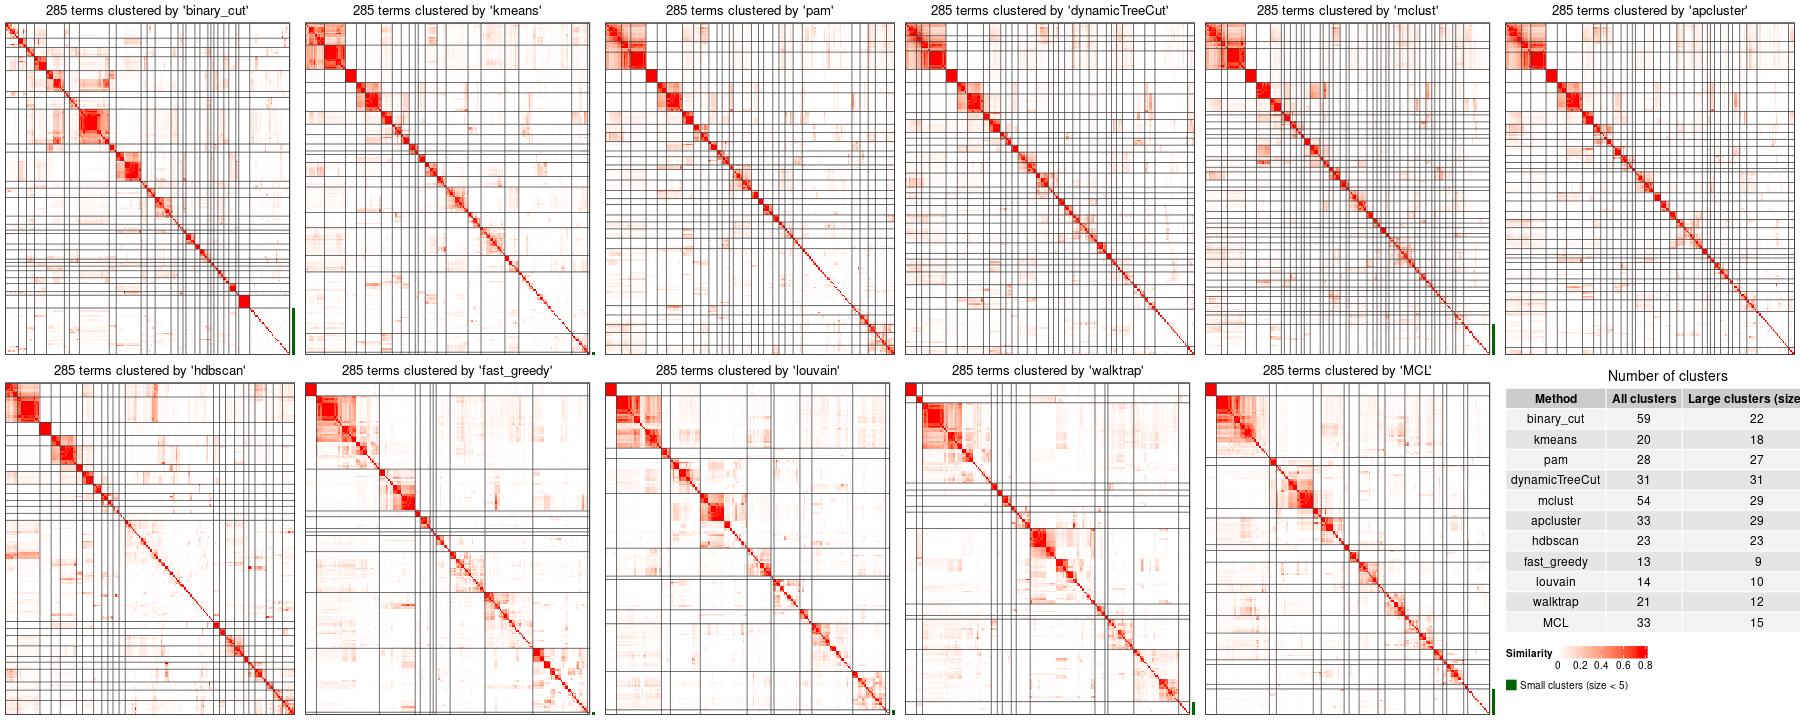 285 terms clustered by 'binary_cut'
285 terms clustered by 'kmeans'
285 terms clustered by 'pam'
285 terms clustered by 'dynamicTreeCut'
285 terms clustered by 'mclust'
285 terms clustered by 'apcluster'
285 terms clustered by 'hdbscan'
285 terms clustered by 'fast_greedy'
285 terms clustered by 'louvain'
285 terms clustered by 'walktrap'
285 terms clustered by 'MCL'
Number of clusters
Method All clusters Large clusters (size
binary_cut 59 22
kmeans 20 18
pam 28 27
dynamicTreeCut 31 31
mclust 54 29
apcluster 33 29
hdbscan 23 23
fast_greedy 13 9
louvain 14 10
walktrap 21 12
MCL 33 15
Similarity
0 0.2 0.4 0.6 0.8
Small clusters (size < 5)